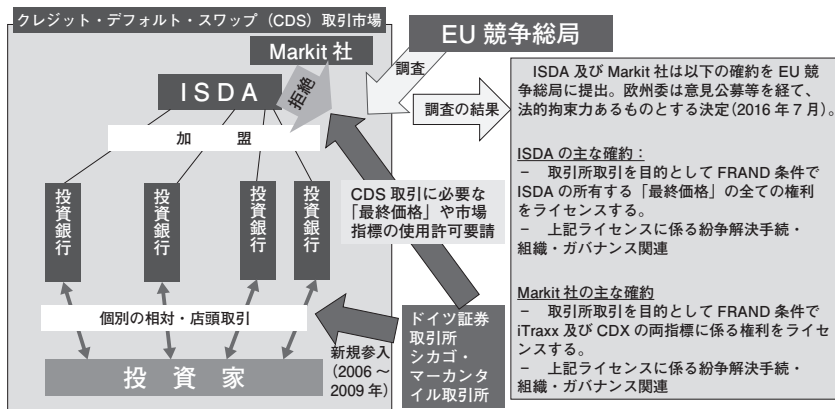 クレジット・デフォルト・スワップ（CDS）取引市場
Markit 社
ISDA
拒絶
加　盟
投資銀行
投資銀行
投資銀行
投資銀行
個別の相対・店頭取引
投　資　家
EU 競争総局
調査
調査の結果
CDS 取引に必要な
「最終価格」や市場
指標の使用許可要請
新規参入
（2006 ～
2009 年）
ドイツ証券
取引所
シカゴ・
マーカンタ
イル取引所
ISDA 及び Markit 社は以下の確約を EU 競
争総局に提出。欧州委は意見公募等を経て、
法的拘束力あるものとする決定（2016 年 7 月）。
ISDA の主な確約：
－ 取引所取引を目的として FRAND 条件で
ISDA の所有する「最終価格」の全ての権利
をライセンスする。
－ 上記ライセンスに係る紛争解決手続・
組織・ガバナンス関連
Markit 社の主な確約
－ 取引所取引を目的として FRAND 条件で
iTraxx 及び CDX の両指標に係る権利をライセ
ンスする。
－ 上記ライセンスに係る紛争解決手続・
組織・ガバナンス関連